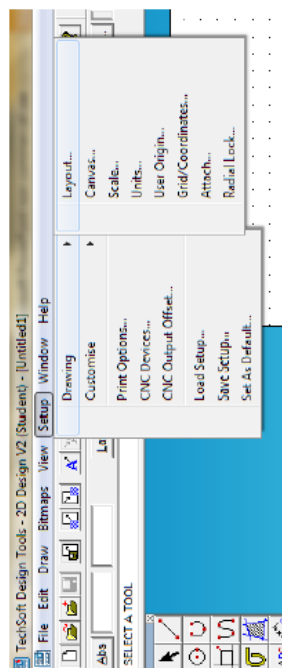 TechSoft Design Tools - 2D Design V2 (Student) - [Untitled1]
File Edit Draw Bitmaps View Setup Window Help
Abs
La
SELECT A TOOL
Drawing
Customise
Print Options...
CNC Devices...
CNC Output Offset...
Load Setup...
Save Setup...
Set As Default...
Layout...
Canvas...
Scale...
Units...
User Origin...
Grid/Coordinates...
Attach...
Radial Lock...